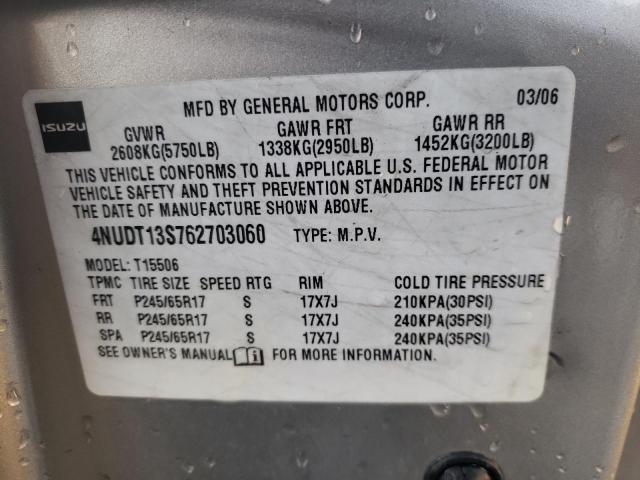 ISUZU
MFD BY GENERAL MOTORS CORP. 03/06
GVWR GAWR FRT GAWR RR
2608KG(5750LB) 1338KG(2950LB) 1452KG(3200LB)
THIS VEHICLE CONFORMS TO ALL APPLICABLE U.S. FEDERAL MOTOR
VEHICLE SAFETY AND THEFT PREVENTION STANDARDS IN EFFECT ON
THE DATE OF MANUFACTURE SHOWN ABOVE.
4NUDT13S762703060 TYPE: M.P.V.
MODEL: T15506
TPMC TIRE SIZE SPEED RTG RIM COLD TIRE PRESSURE
FRT P245/65R17 S 17X7J 210KPA(30PSI)
RR P245/65R17 S 17X7J 240KPA(35PSI)
SPA P245/65R17 S 17X7J 240KPA(35PSI)
SEE OWNER'S MANUAL FOR MORE INFORMATION.